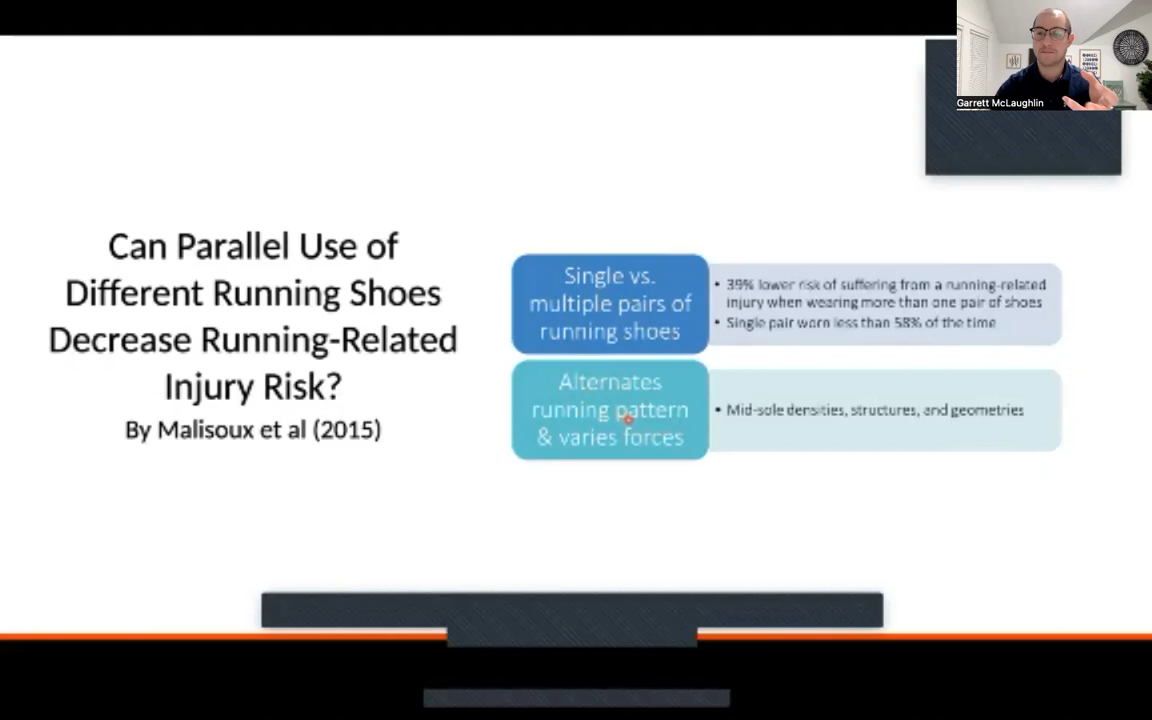 Garrett McLaughlin
Can Parallel Use of
Different Running Shoes
Decrease Running-Related
Injury Risk?
By Malisoux et al (2015)
Single vs.
multiple pairs of
running shoes
• 39% lower risk of suffering from a running-related
injury when wearing more than one pair of shoes
• Single pair worn less than 58% of the time
Alternates
running pattern
& varies forces
• Mid-sole densities, structures, and geometries